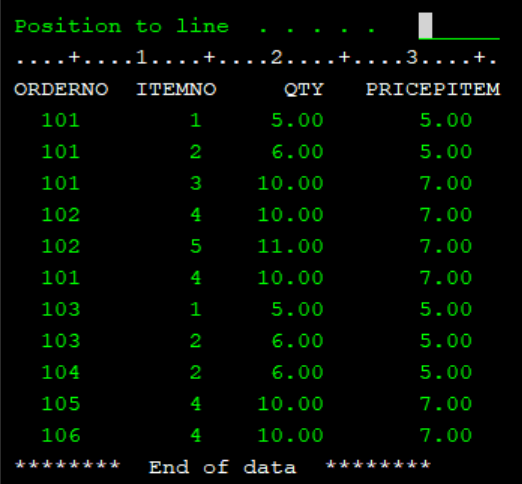 Position to line  . . . . .
....+....1....+....2....+....3....+.
ORDERNO  ITEMNO      QTY    PRICEPITEM
101  1  5.00  5.00
101  2  6.00  5.00
101  3  10.00  7.00
102  4  10.00  7.00
102  5  11.00  7.00
101  4  10.00  7.00
103  1  5.00  5.00
103  2  6.00  5.00
104  2  6.00  5.00
105  4  10.00  7.00
106  4  10.00  7.00
********  End of data  ********